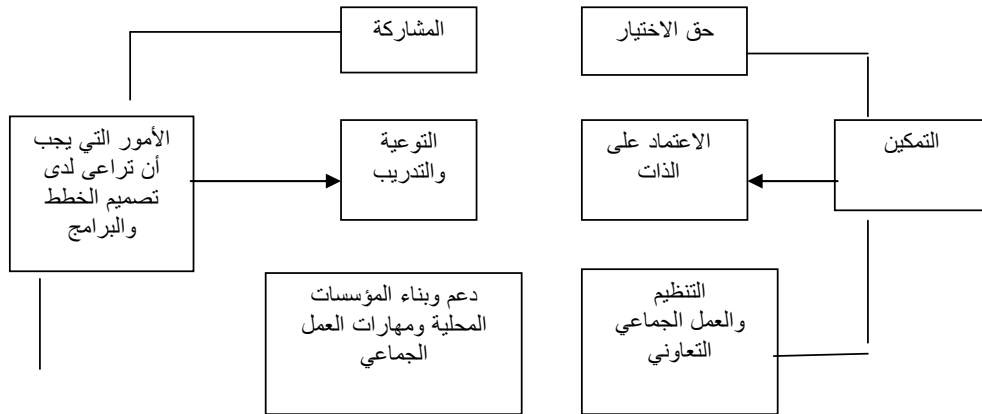 حق الاختيار
المشاركة
التمكين
الاعتماد على
الذات
التوعية
والتدريب
الأمور التي يجب
أن تراعى لدى
تصميم الخطط
والبرامج
التنظيم
والعمل الجماعي
التعاوني
دعم وبناء المؤسسات
المحلية ومهارات العمل
الجماعي